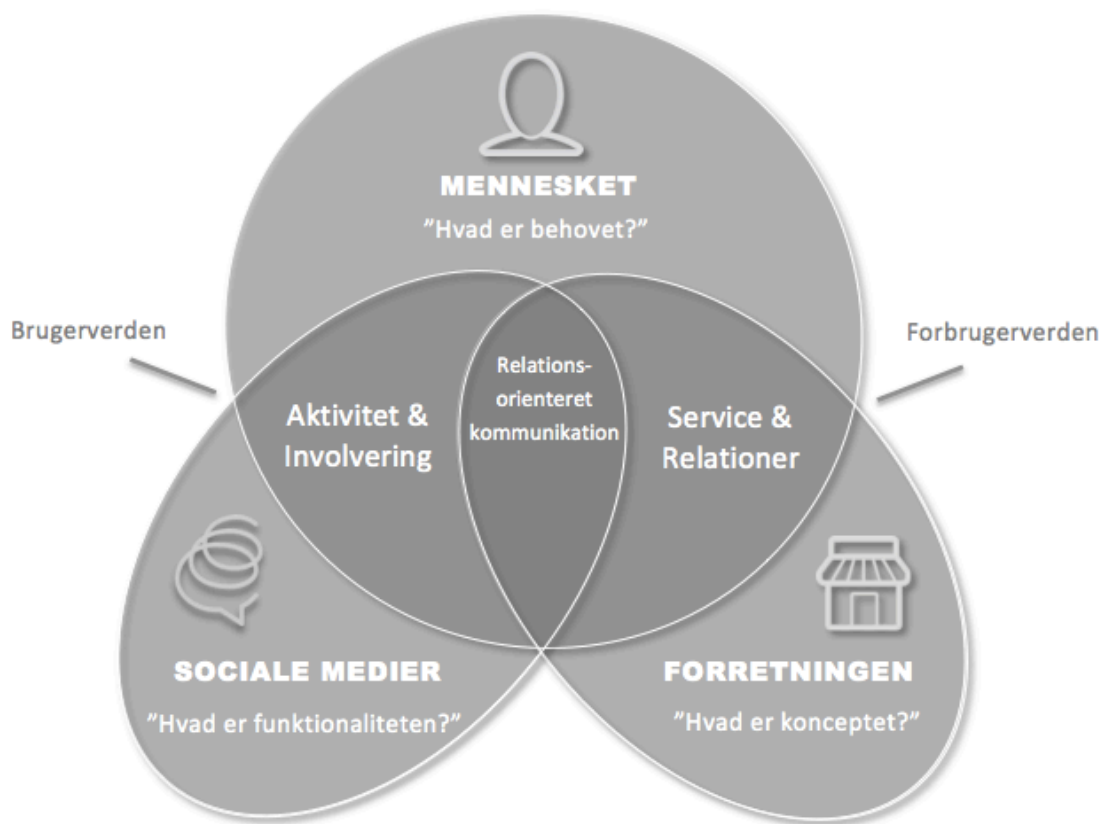 MENNESKET
”Hvad er behovet?”
Brugerverden
Forbrugerverden
Relations-
orienteret
kommunikation
Aktivitet &
Involvering
Service &
Relationer
SOCIALE MEDIER
”Hvad er funktionaliteten?”
FORRETNINGEN
”Hvad er konceptet?”